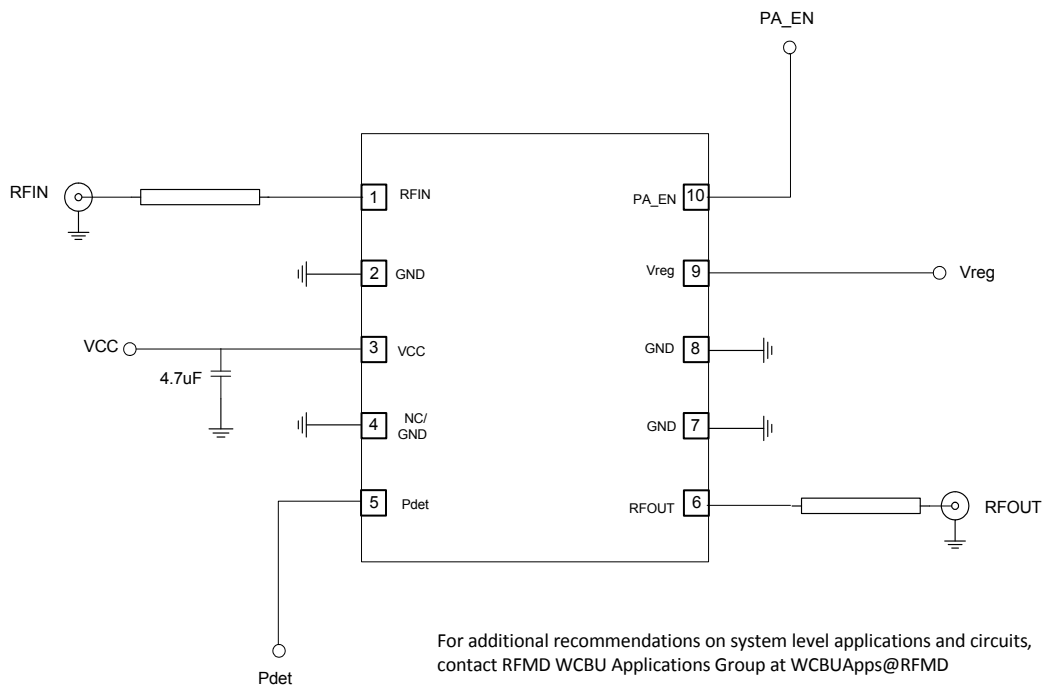 PA_EN
RFIN
1
RFIN
PA_EN
10
2
GND
Vreg
9
Vreg
VCC
3
VCC
GND
8
4.7uF
4
NC/
GND
GND
7
5
Pdet
RFOUT
6
RFOUT
Pdet
For additional recommendations on system level applications and circuits,
contact RFMD WCBU Applications Group at WCBUApps@RFMD